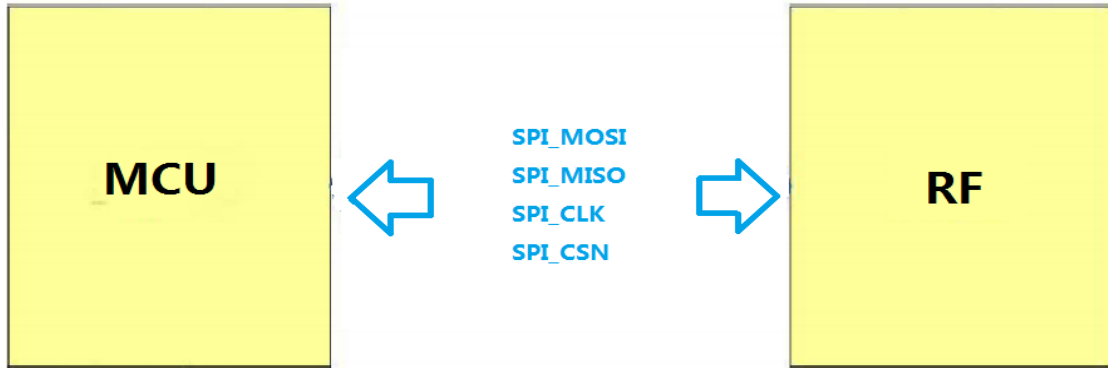 MCU
SPI_MOSI
SPI_MISO
SPI_CLK
SPI_CSN
RF